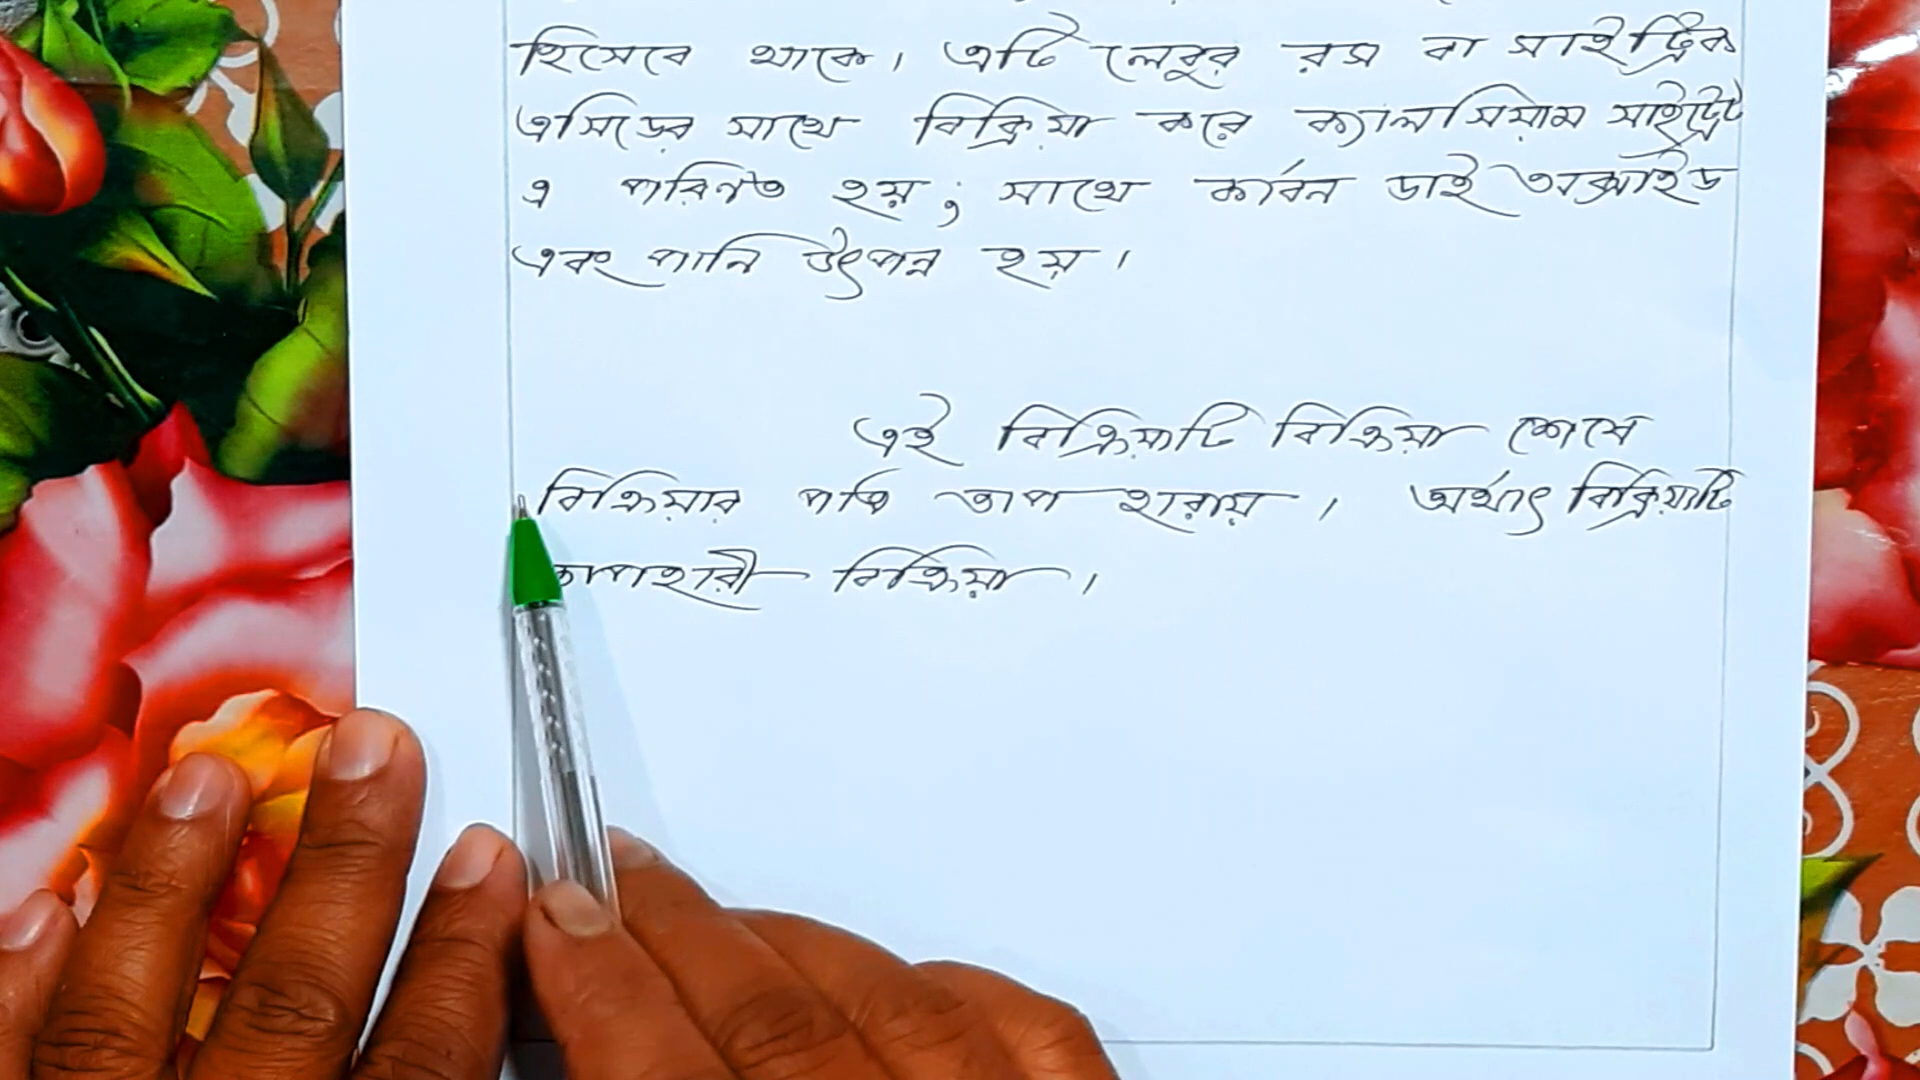 হিসেবে থাকে। এটি লেবুর রস বা সাইট্রিক
এসিডের সাথে বিক্রিয়া করে ক্যালসিয়াম সাইট্রেট
এ পরিণত হয়; সাথে কার্বন ডাই অক্সাইড
এবং পানি উৎপন্ন হয়।
এই বিক্রিয়াটি বিক্রিয়া শেষে
বিক্রিয়ার পাত্র তাপ হারায়। অর্থাৎ বিক্রিয়াটি
তাপহারী বিক্রিয়া।